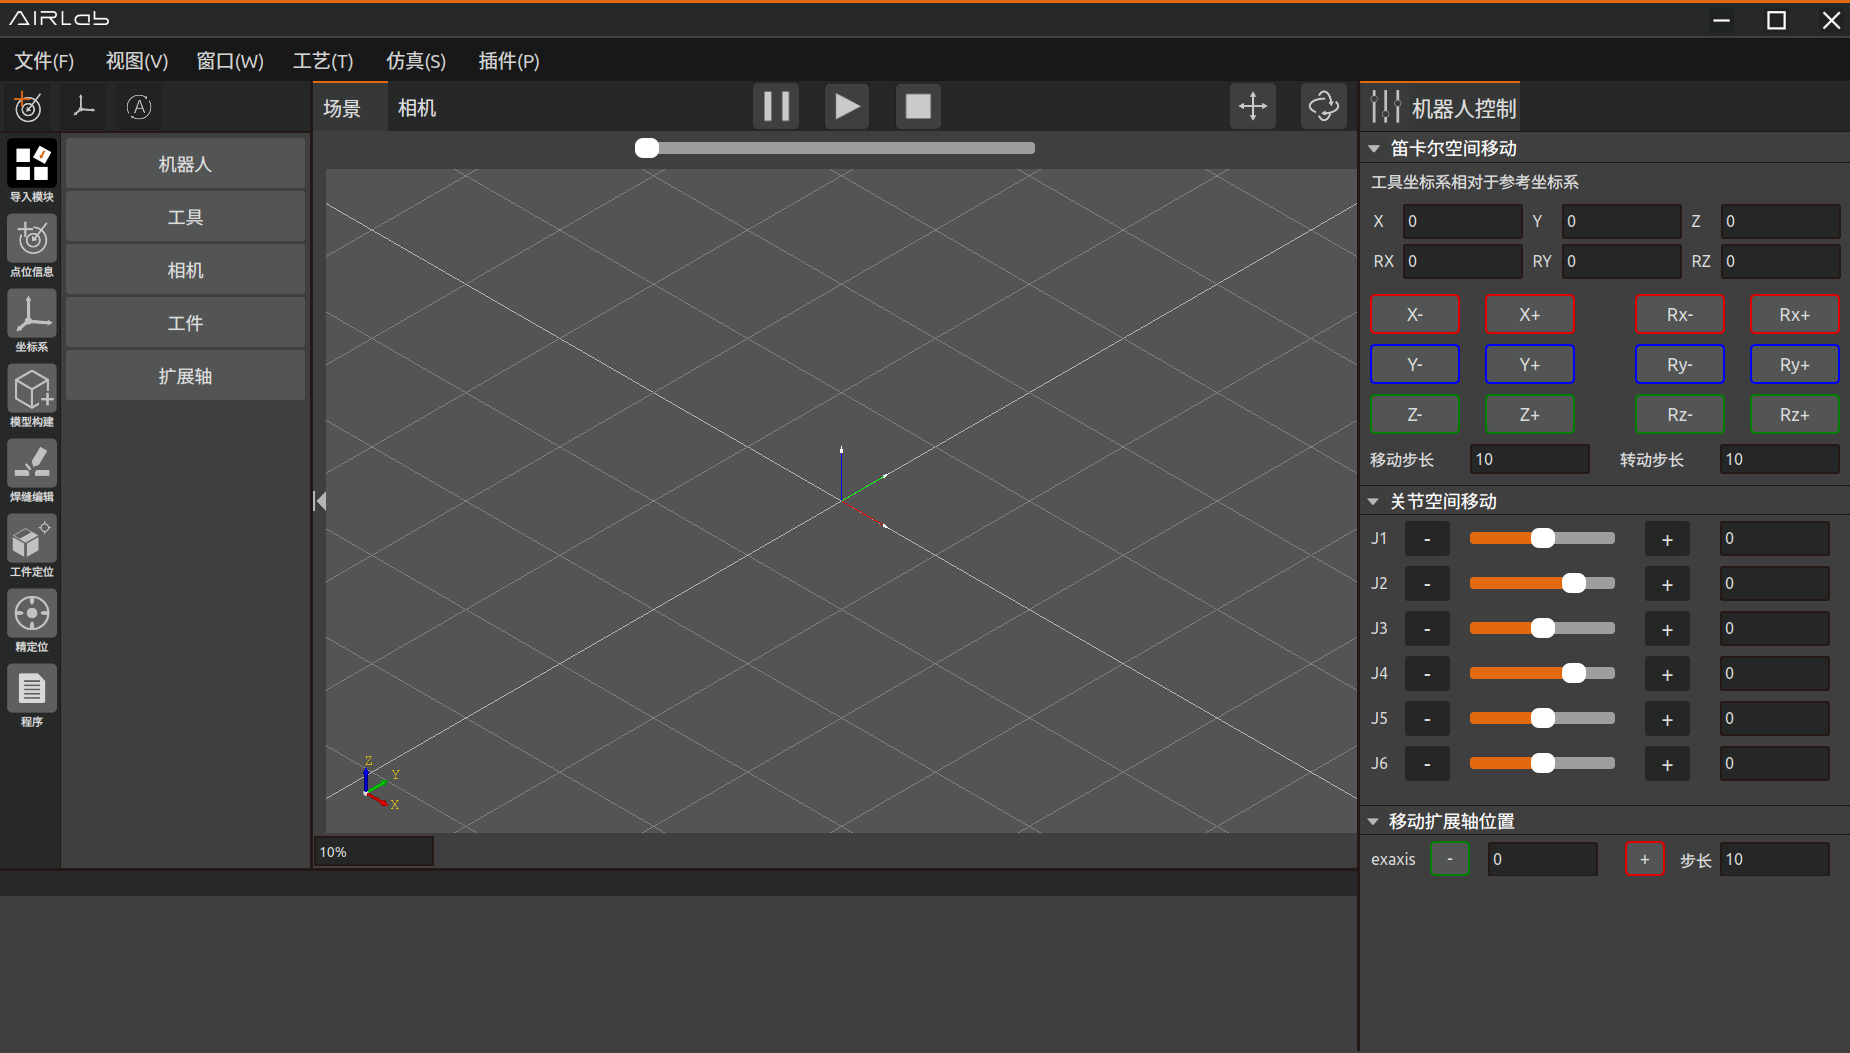 AIRLab
文件(F) 视图(V) 窗口(W) 工艺(T) 仿真(S) 插件(P)
A
导入模块
点位信息
坐标系
模型构建
焊缝编辑
工件定位
精定位
程序
机器人
工具
相机
工件
扩展轴
场景 相机
Z
Y
X
10%
机器人控制
笛卡尔空间移动
工具坐标系相对于参考坐标系
X 0 Y 0 Z 0
RX 0 RY 0 RZ 0
X- X+ Rx- Rx+
Y- Y+ Ry- Ry+
Z- Z+ Rz- Rz+
移动步长 10 转动步长 10
关节空间移动
J1 - + 0
J2 - + 0
J3 - + 0
J4 - + 0
J5 - + 0
J6 - + 0
移动扩展轴位置
exaxis - 0 + 步长 10